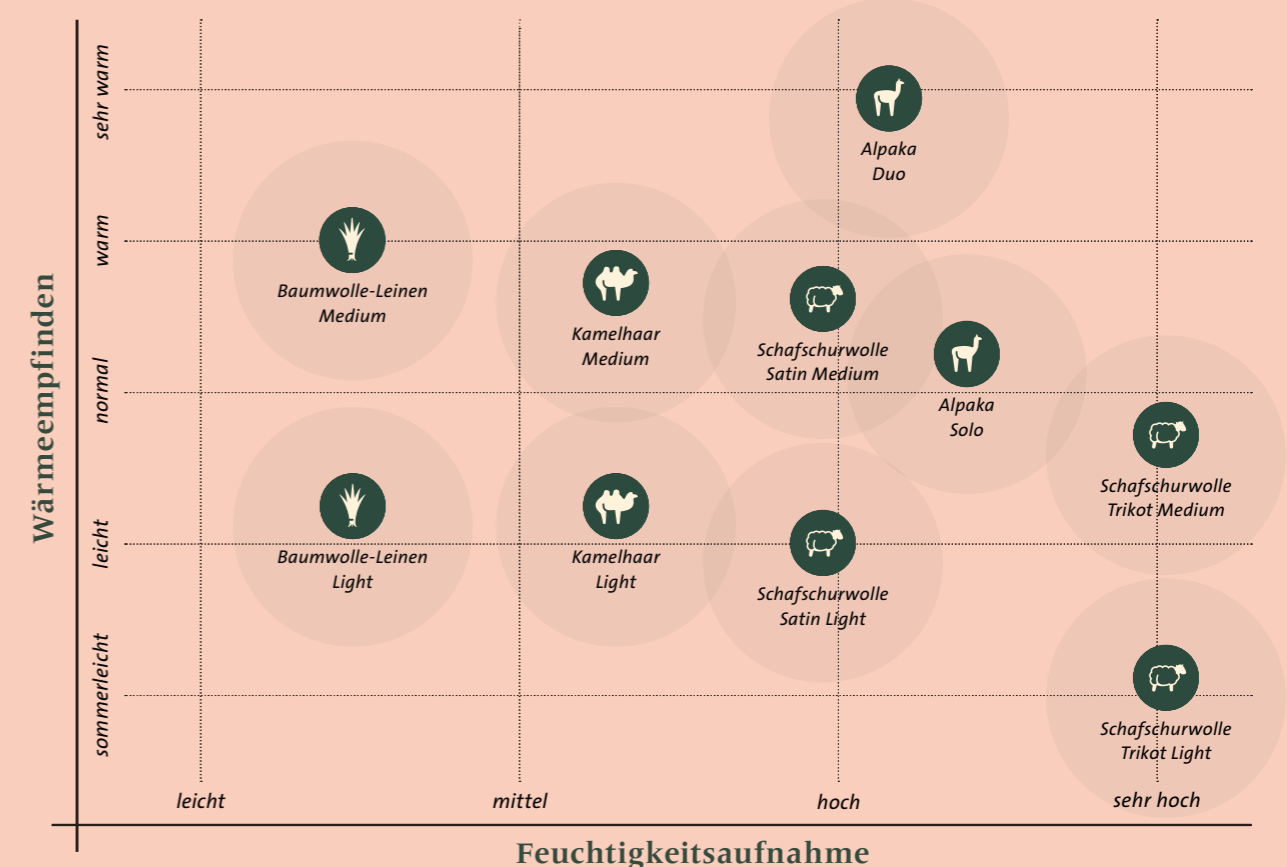 Wärmeempfinden
sehr warm
warm
normal
leicht
sommerleicht
Alpaka
Duo
Baumwolle-Leinen
Medium
Kamelhaar
Medium
Schafschurwolle
Satin Medium
Alpaka
Solo
Schafschurwolle
Trikot Medium
Baumwolle-Leinen
Light
Kamelhaar
Light
Schafschurwolle
Satin Light
Schafschurwolle
Trikot Light
leicht
mittel
hoch
sehr hoch
Feuchtigkeitsaufnahme